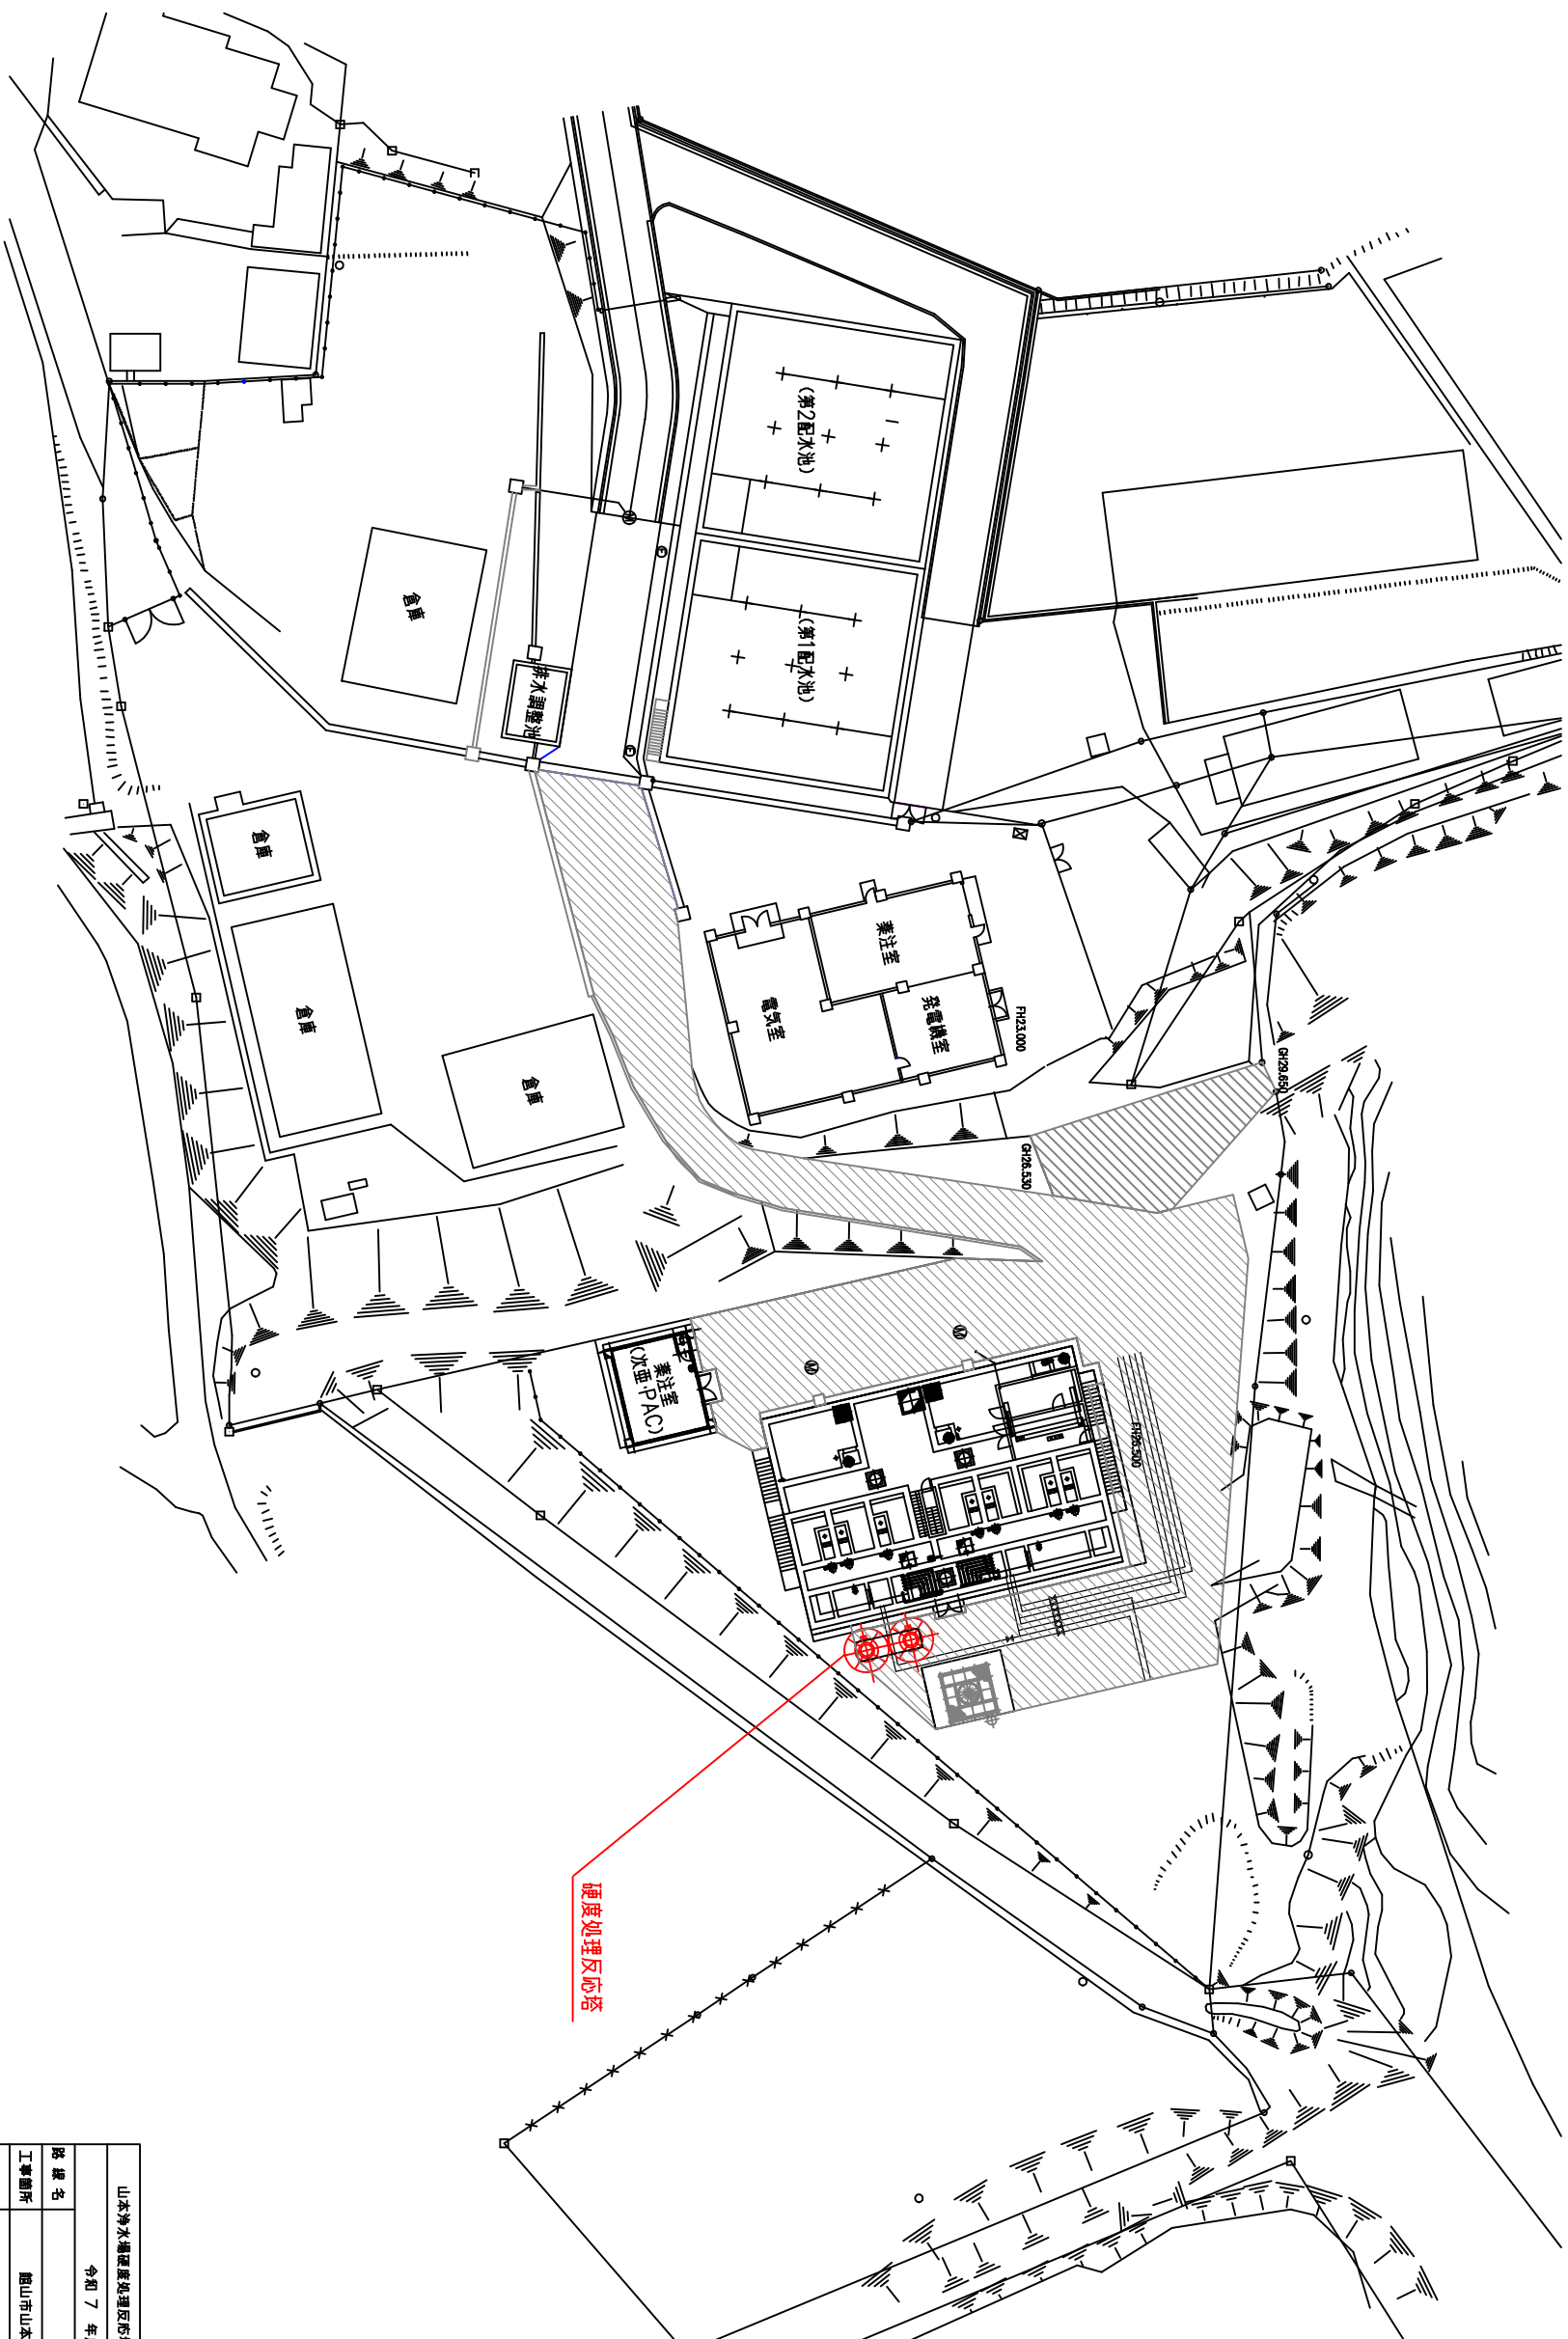 (第2配水池)
(第1配水池)
倉庫
排水調整池
倉庫
薬注室
発電機室
電気室
FH23.000
GH29.650
倉庫
倉庫
GH26.530
薬注室
(次亜・PAC)
FH26.500
硬度処理反応塔
山本浄水場硬度処理反応塔
令和 7 年
路線名
工事箇所 館山市山本